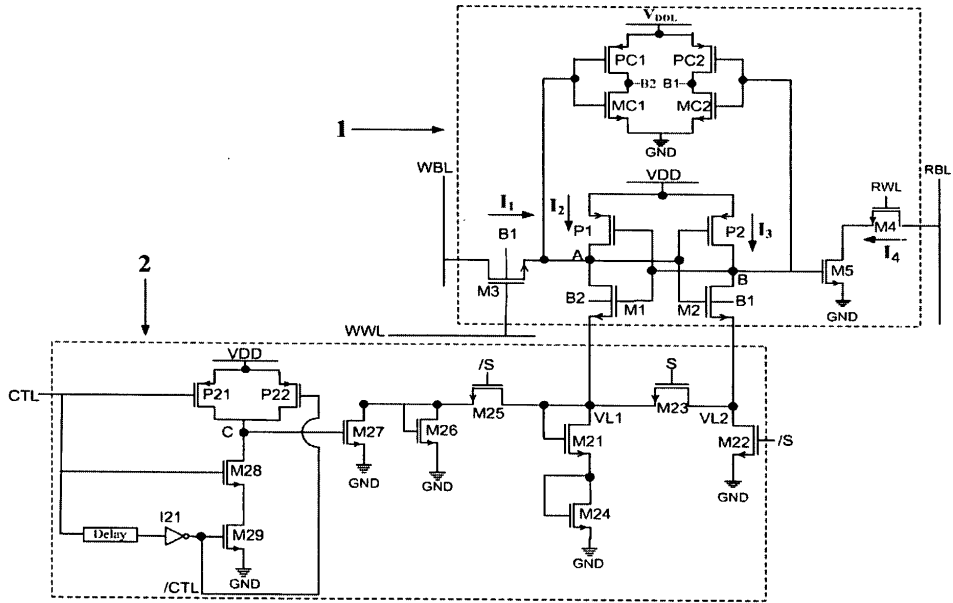 V_DOL
PC1
PC2
B2
B1
MC1
MC2
GND
1
WBL
RBL
VDD
I₁
I₂
B1
P1
P2
I₃
RWL
M4
I₄
A
B
M3
B2
M1
M2
B1
M5
GND
WWL
2
VDD
/S
S
CTL
P21
P22
C
M25
VL1
M23
VL2
M27
M26
M21
M22
/S
GND
GND
GND
M28
M24
I21
Delay
M29
GND
GND
/CTL